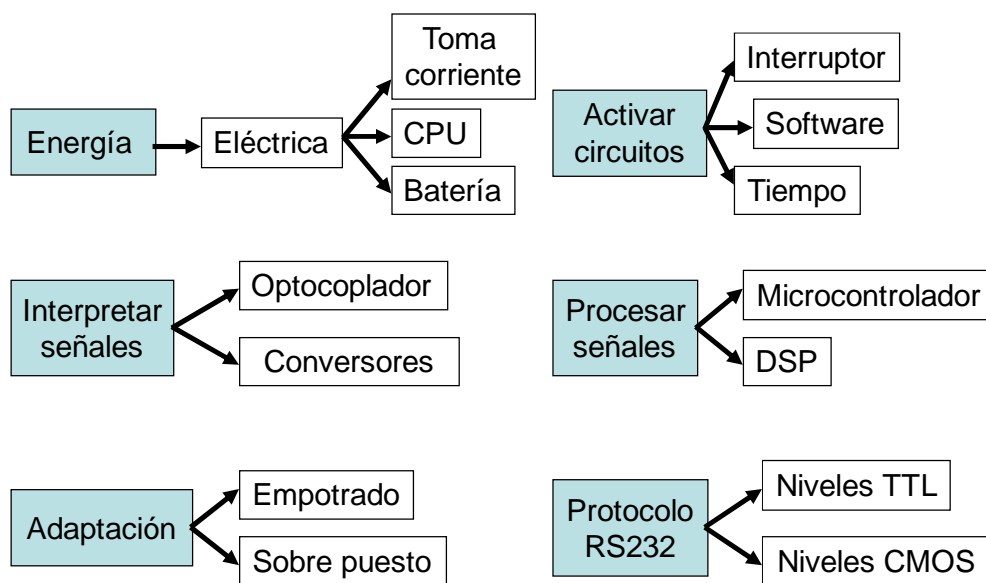 Energía
Eléctrica
Toma
corriente
CPU
Batería
Activar
circuitos
Interruptor
Software
Tiempo
Interpretar
señales
Optocoplador
Conversores
Procesar
señales
Microcontrolador
DSP
Adaptación
Empotrado
Sobre puesto
Protocolo
RS232
Niveles TTL
Niveles CMOS